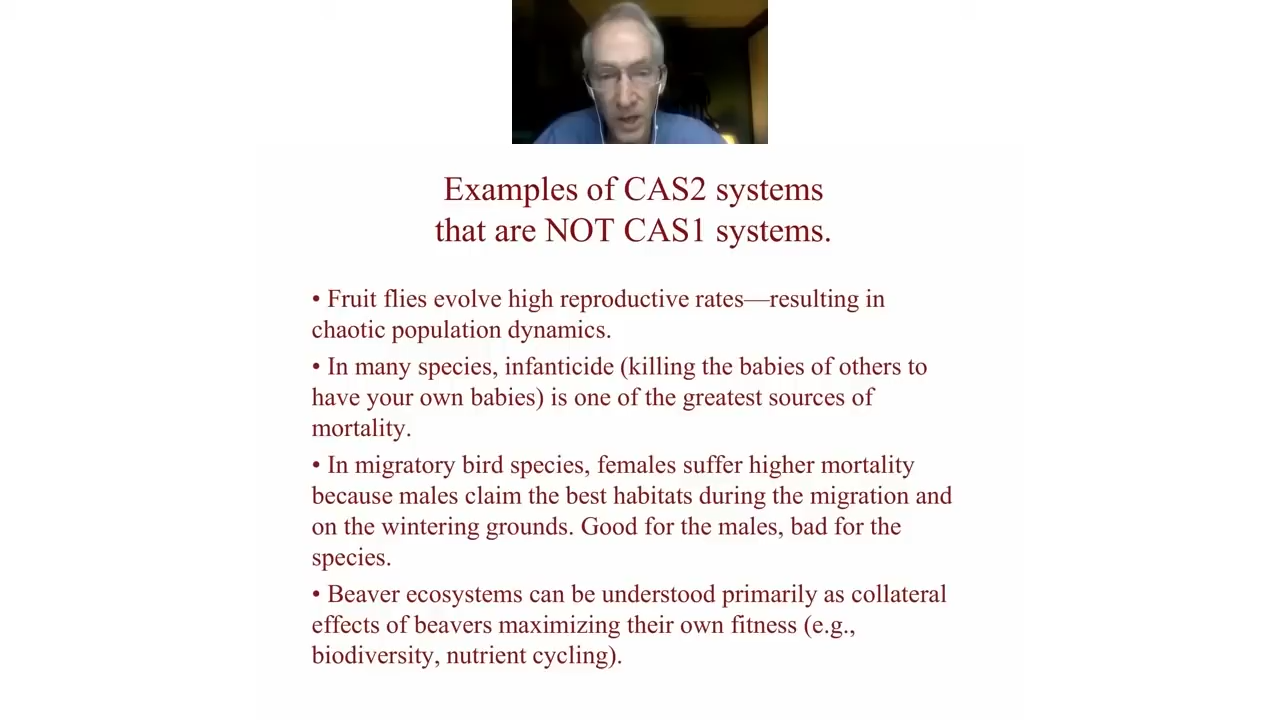 Examples of CAS2 systems
that are NOT CAS1 systems.
• Fruit flies evolve high reproductive rates—resulting in
chaotic population dynamics.
• In many species, infanticide (killing the babies of others to
have your own babies) is one of the greatest sources of
mortality.
• In migratory bird species, females suffer higher mortality
because males claim the best habitats during the migration and
on the wintering grounds. Good for the males, bad for the
species.
• Beaver ecosystems can be understood primarily as collateral
effects of beavers maximizing their own fitness (e.g.,
biodiversity, nutrient cycling).